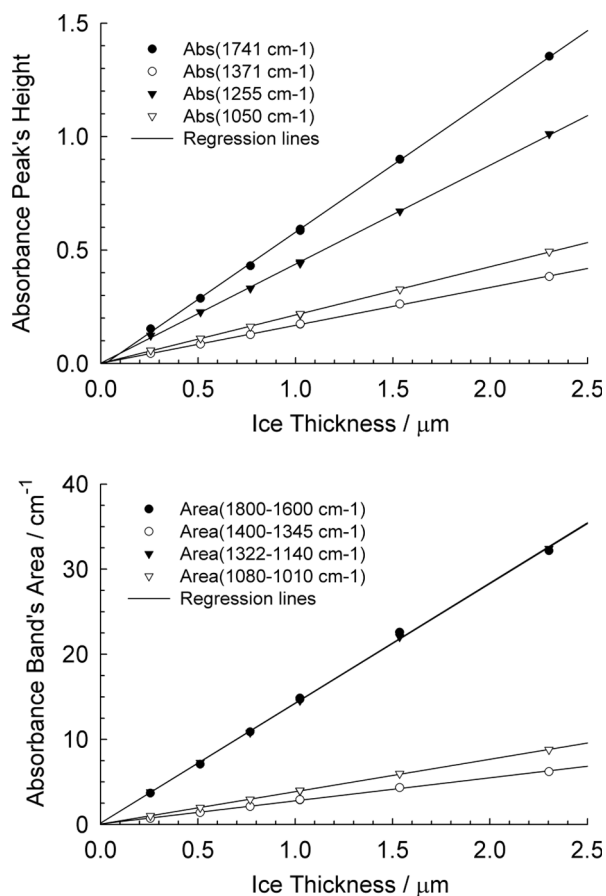 1.5
1.0
0.5
0.0
Absorbance Peak's Height
Abs(1741 cm-1)
Abs(1371 cm-1)
Abs(1255 cm-1)
Abs(1050 cm-1)
Regression lines
0.0 0.5 1.0 1.5 2.0 2.5
Ice Thickness / μm
40
30
20
10
0
Absorbance Band's Area / cm⁻¹
Area(1800-1600 cm-1)
Area(1400-1345 cm-1)
Area(1322-1140 cm-1)
Area(1080-1010 cm-1)
Regression lines
0.0 0.5 1.0 1.5 2.0 2.5
Ice Thickness / μm